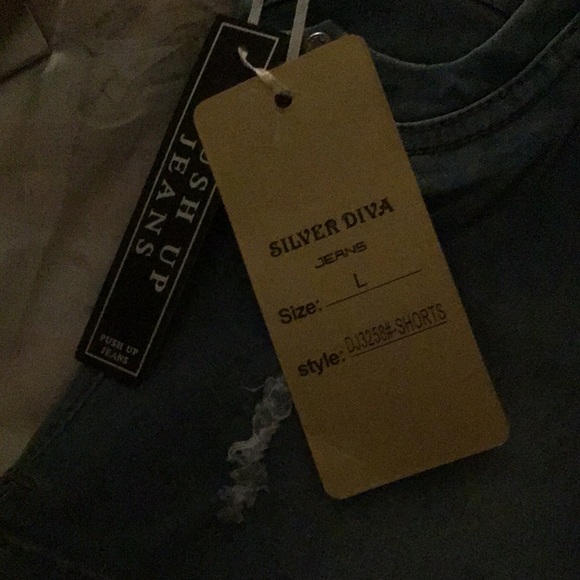 PUSH UP
JEANS
PUSH UP
JEANS
SILVER DIVA
JEANS
Size: L
style: DJ3258#-SHORTS